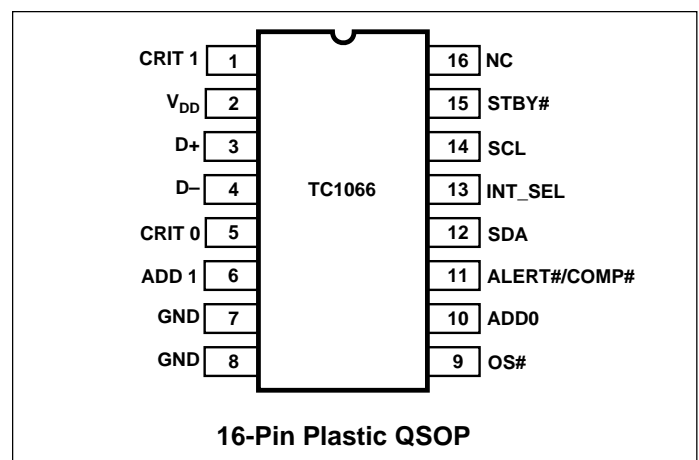 CRIT 1 1 16 NC
VDD 2 15 STBY#
D+ 3 14 SCL
D– 4 TC1066 13 INT_SEL
CRIT 0 5 12 SDA
ADD 1 6 11 ALERT#/COMP#
GND 7 10 ADD0
GND 8 9 OS#
16-Pin Plastic QSOP